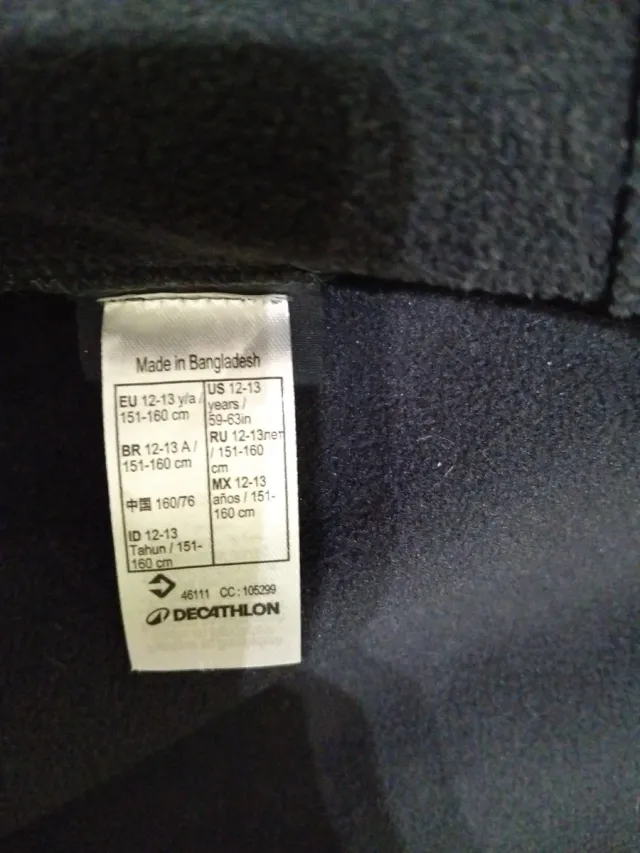 Made in Bangladesh
EU 12-13 y/a /
151-160 cm
BR 12-13 A /
151-160 cm
中国 160/76
ID 12-13
Tahun / 151-
160 cm
US 12-13
years /
59-63in
RU 12-13лет
/ 151-160
cm
MX 12-13
años / 151-
160 cm
46111 CC : 105299
DECATHLON